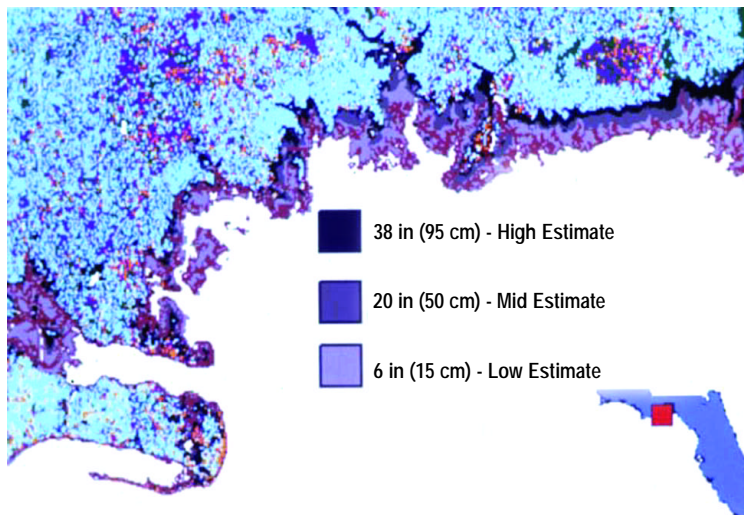 38 in (95 cm) - High Estimate
20 in (50 cm) - Mid Estimate
6 in (15 cm) - Low Estimate